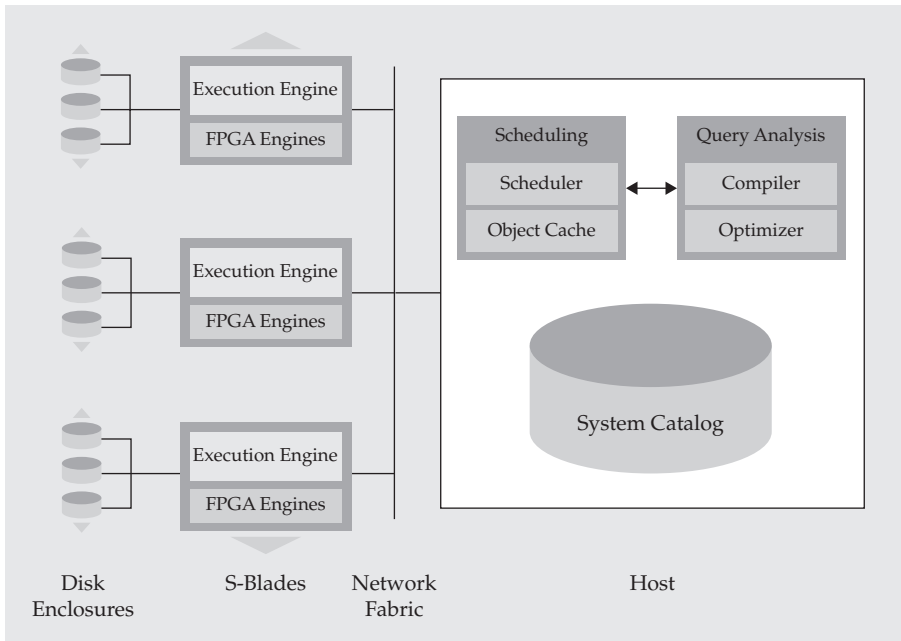 Execution Engine
FPGA Engines
Execution Engine
FPGA Engines
Execution Engine
FPGA Engines
Scheduling
Scheduler
Object Cache
Query Analysis
Compiler
Optimizer
System Catalog
Disk
Enclosures
S-Blades
Network
Fabric
Host